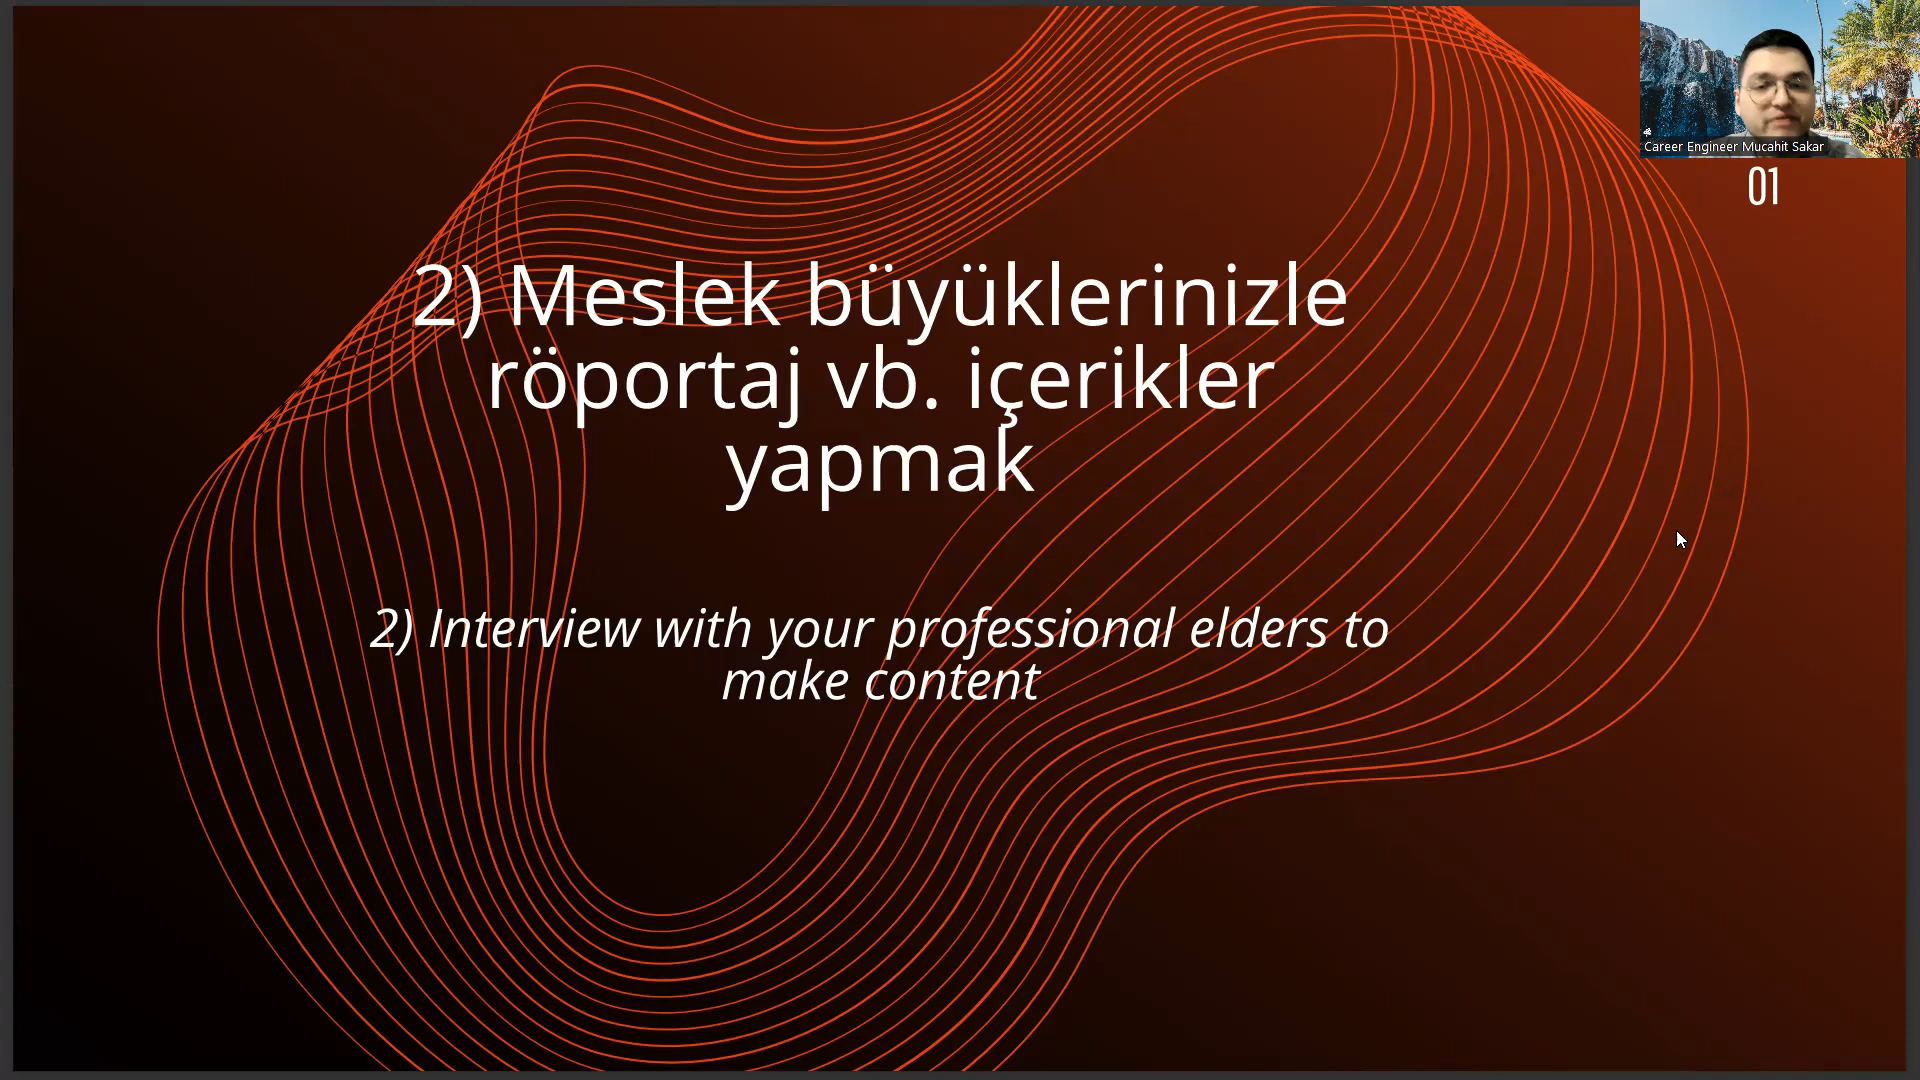 Career Engineer Mucahit Sakar
01
2) Meslek büyüklerinizle
röportaj vb. içerikler
yapmak
2) Interview with your professional elders to
make content